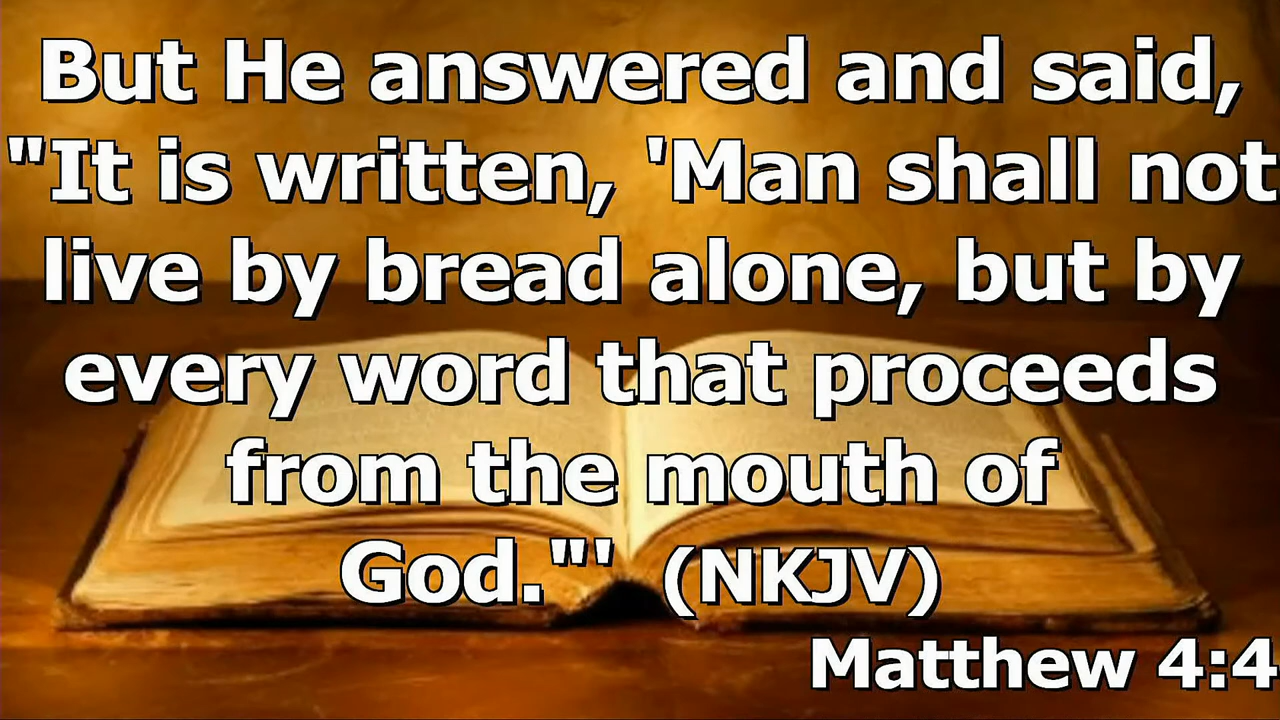 But He answered and said,
"It is written, 'Man shall not
live by bread alone, but by
every word that proceeds
from the mouth of
God."' (NKJV)
Matthew 4:4